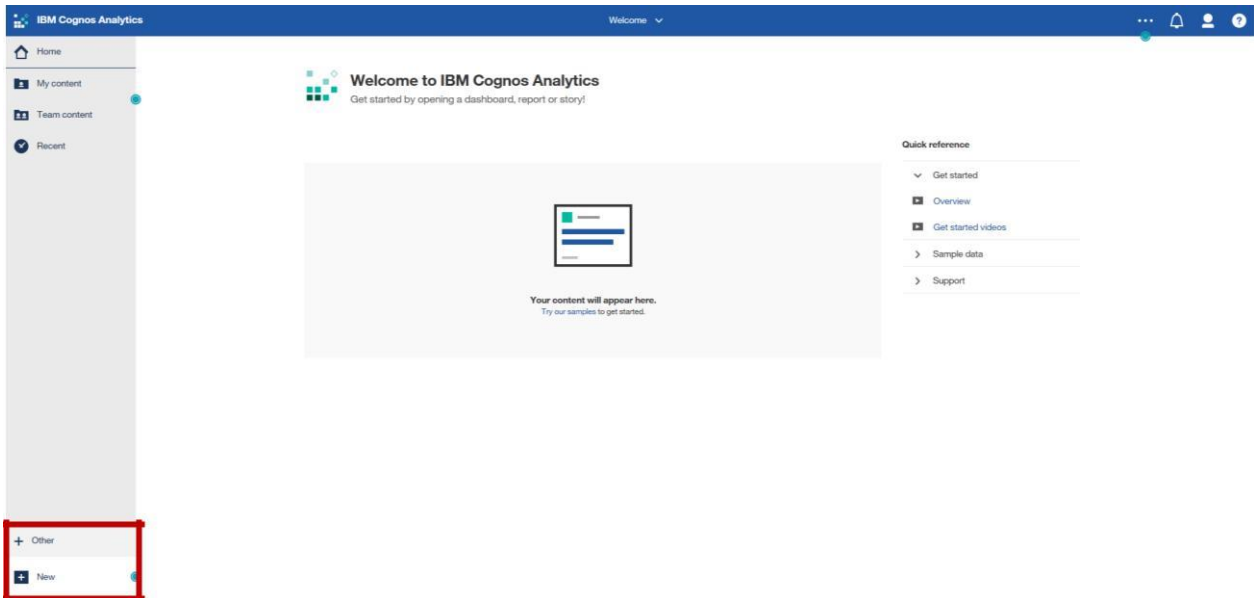 IBM Cognos Analytics
Welcome
Home
My content
Team content
Recent
Welcome to IBM Cognos Analytics
Get started by opening a dashboard, report or story!
Quick reference
Get started
Overview
Get started videos
Sample data
Support
Your content will appear here.
Try our samples to get started.
Other
New